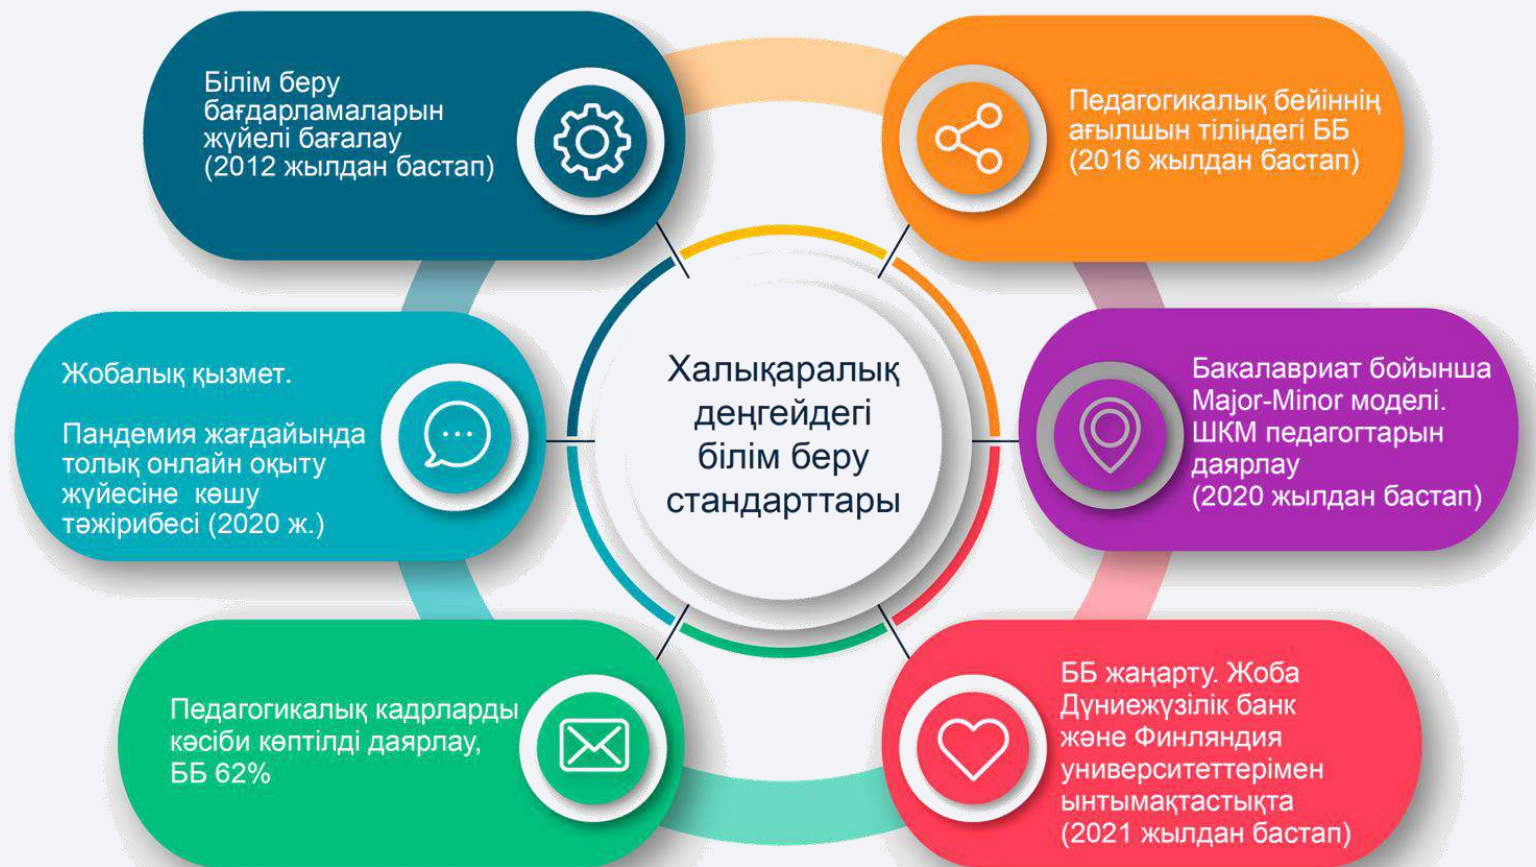 Білім беру
бағдарламаларын
жүйелі бағалау
(2012 жылдан бастап)
Педагогикалық бейіннің
ағылшын тіліндегі ББ
(2016 жылдан бастап)
Жобалық қызмет.
Пандемия жағдайында
толық онлайн оқыту
жүйесіне көшу
тәжірибесі (2020 ж.)
Халықаралық
деңгейдегі
білім беру
стандарттары
Бакалавриат бойынша
Major-Minor моделі.
ШКМ педагогтарын
даярлау
(2020 жылдан бастап)
Педагогикалық кадрларды
кәсіби көптілді даярлау,
ББ 62%
ББ жаңарту. Жоба
Дүниежүзілік банк
және Финляндия
университеттерімен
ынтымақтастықта
(2021 жылдан бастап)